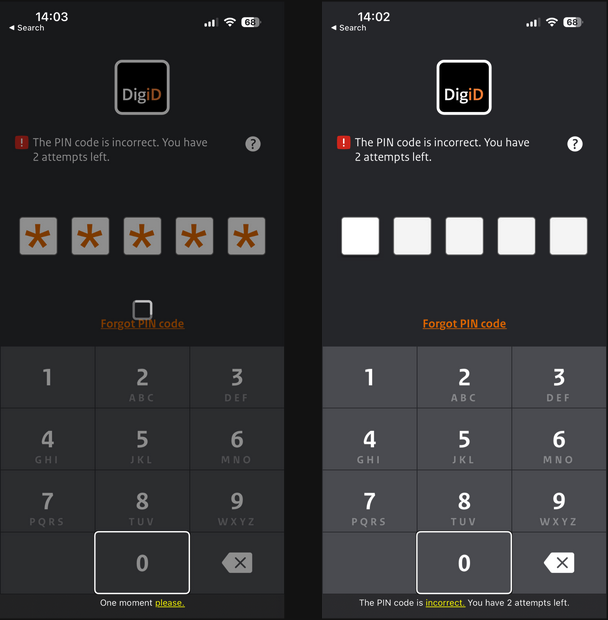 14:03
68
◀ Search
DigiD
! The PIN code is incorrect. You have
2 attempts left.
?
* * * * *
Forgot PIN code
1 2 ABC 3 DEF
4 GHI 5 JKL 6 MNO
7 PQRS 8 TUV 9 WXYZ
0
One moment please.
14:02
68
◀ Search
DigiD
! The PIN code is incorrect. You have
2 attempts left.
?
Forgot PIN code
1 2 ABC 3 DEF
4 GHI 5 JKL 6 MNO
7 PQRS 8 TUV 9 WXYZ
0
The PIN code is incorrect. You have 2 attempts left.